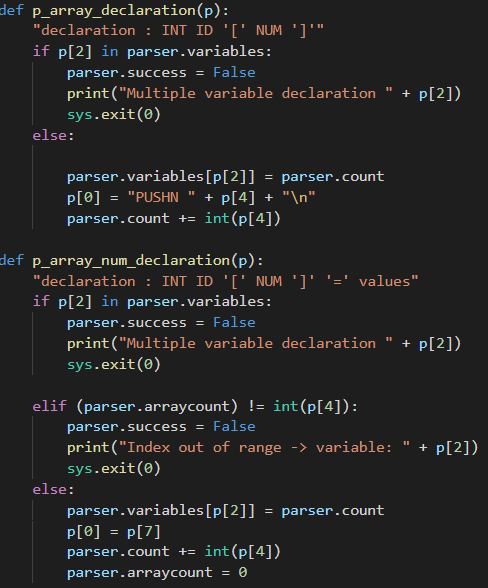 def p_array_declaration(p):
    "declaration : INT ID '[' NUM ']'"
    if p[2] in parser.variables:
        parser.success = False
        print("Multiple variable declaration " + p[2])
        sys.exit(0)
    else:

        parser.variables[p[2]] = parser.count
        p[0] = "PUSHN " + p[4] + "\n"
        parser.count += int(p[4])

def p_array_num_declaration(p):
    "declaration : INT ID '[' NUM ']' '=' values"
    if p[2] in parser.variables:
        parser.success = False
        print("Multiple variable declaration " + p[2])
        sys.exit(0)

    elif (parser.arraycount) != int(p[4]):
        parser.success = False
        print("Index out of range -> variable: " + p[2])
        sys.exit(0)
    else:
        parser.variables[p[2]] = parser.count
        p[0] = p[7]
        parser.count += int(p[4])
        parser.arraycount = 0